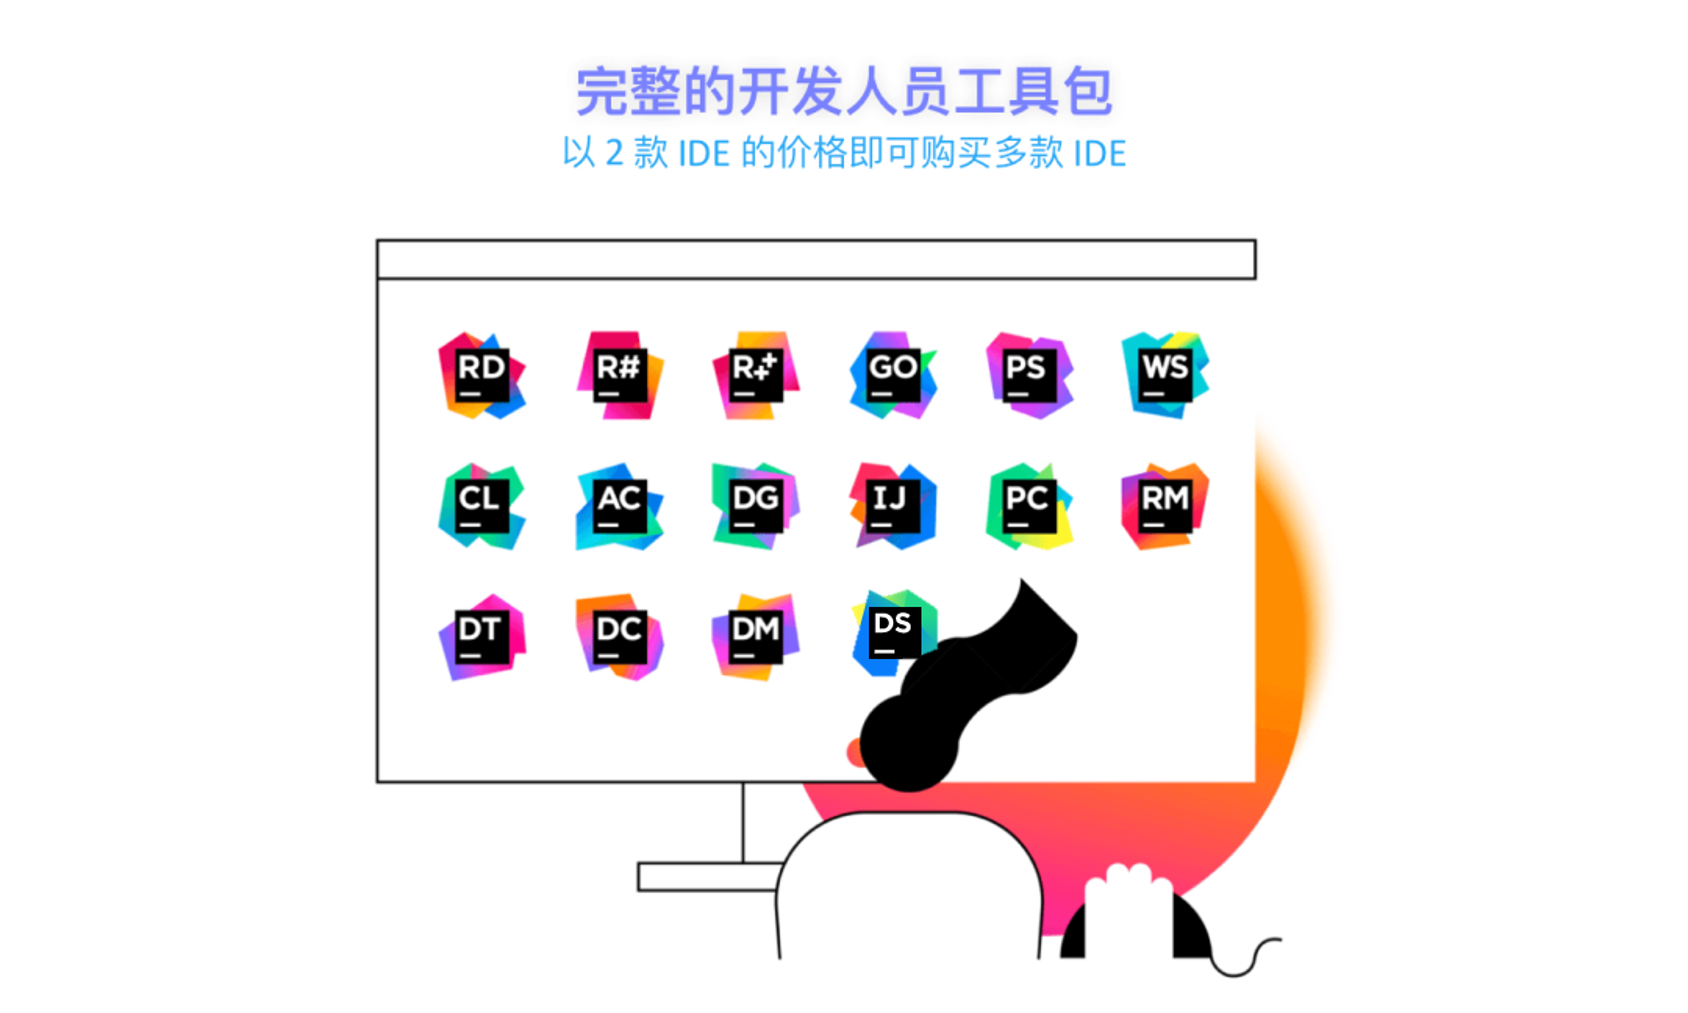 完整的开发人员工具包
以 2 款 IDE 的价格即可购买多款 IDE
RD R# R++ GO PS WS
CL AC DG IJ PC RM
DT DC DM DS